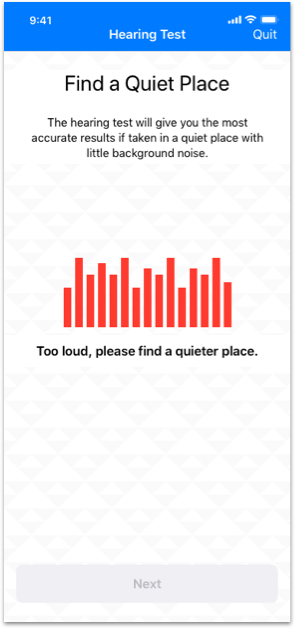 9:41
Hearing Test
Quit
Find a Quiet Place
The hearing test will give you the most
accurate results if taken in a quiet place with
little background noise.
Too loud, please find a quieter place.
Next